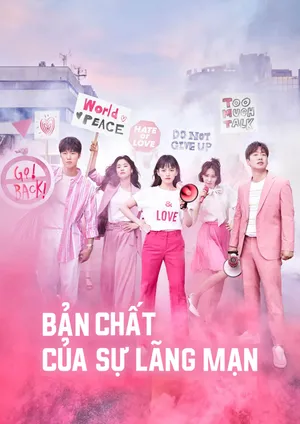 World
PEACE
HATE
OR
LOVE
DO NOT
GIVE UP
TOO
MUCH
TALK
GO!
BACK!
&
LOVE
BẢN CHẤT
CỦA SỰ LÃNG MẠN